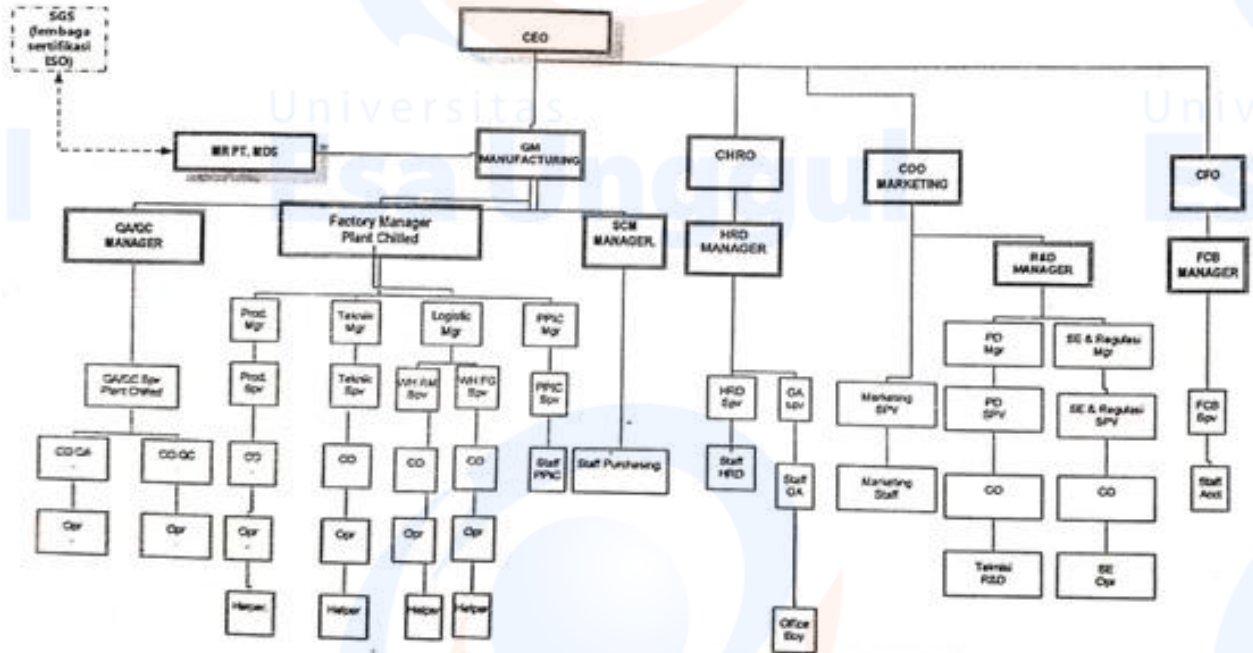 SGS
(lembaga
sertifikasi
ISO)
CEO
Universitas
Esa Unggul
MR PT. MDS
GM
MANUFACTURING
CHRO
COO
MARKETING
CFO
QA/QC
MANAGER
Factory Manager
Plant Chilled
SCM
MANAGER.
HRD
MANAGER
R&D
MANAGER
FCB
MANAGER
Prod.
Mgr
Teknik
Mgr
Logistic
Mgr
PPIC
Mgr
PD
Mgr
SE & Regulasi
Mgr
QA/QC Spv
Plant Chilled
Prod.
Spv
Teknik
Spv
WH RM
Spv
WH FG
Spv
PPIC
Spv
HRD
Spv
GA
spv
Marketing
SPV
PD
SPV
SE & Regulasi
SPV
FCB
Spv
CO QA
CO QC
CO
CO
CO
CO
Staff
PPIC
Staff Purchasing
Staff
HRD
Staff
GA
Marketing
Staff
CO
CO
Staff
Acct
Opr
Opr
Opr
Opr
Opr
Opr
Teknisi
R&D
SE
Opr
Helper.
Helper
Helper
Helper
Office
Boy